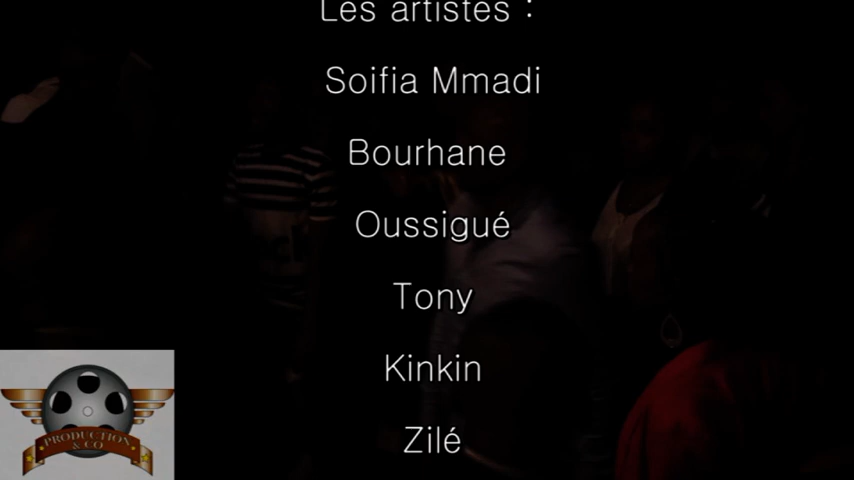 Les artistes :
Soifia Mmadi
Bourhane
Oussigué
Tony
Kinkin
Zilé
PRODUCTION
& CO